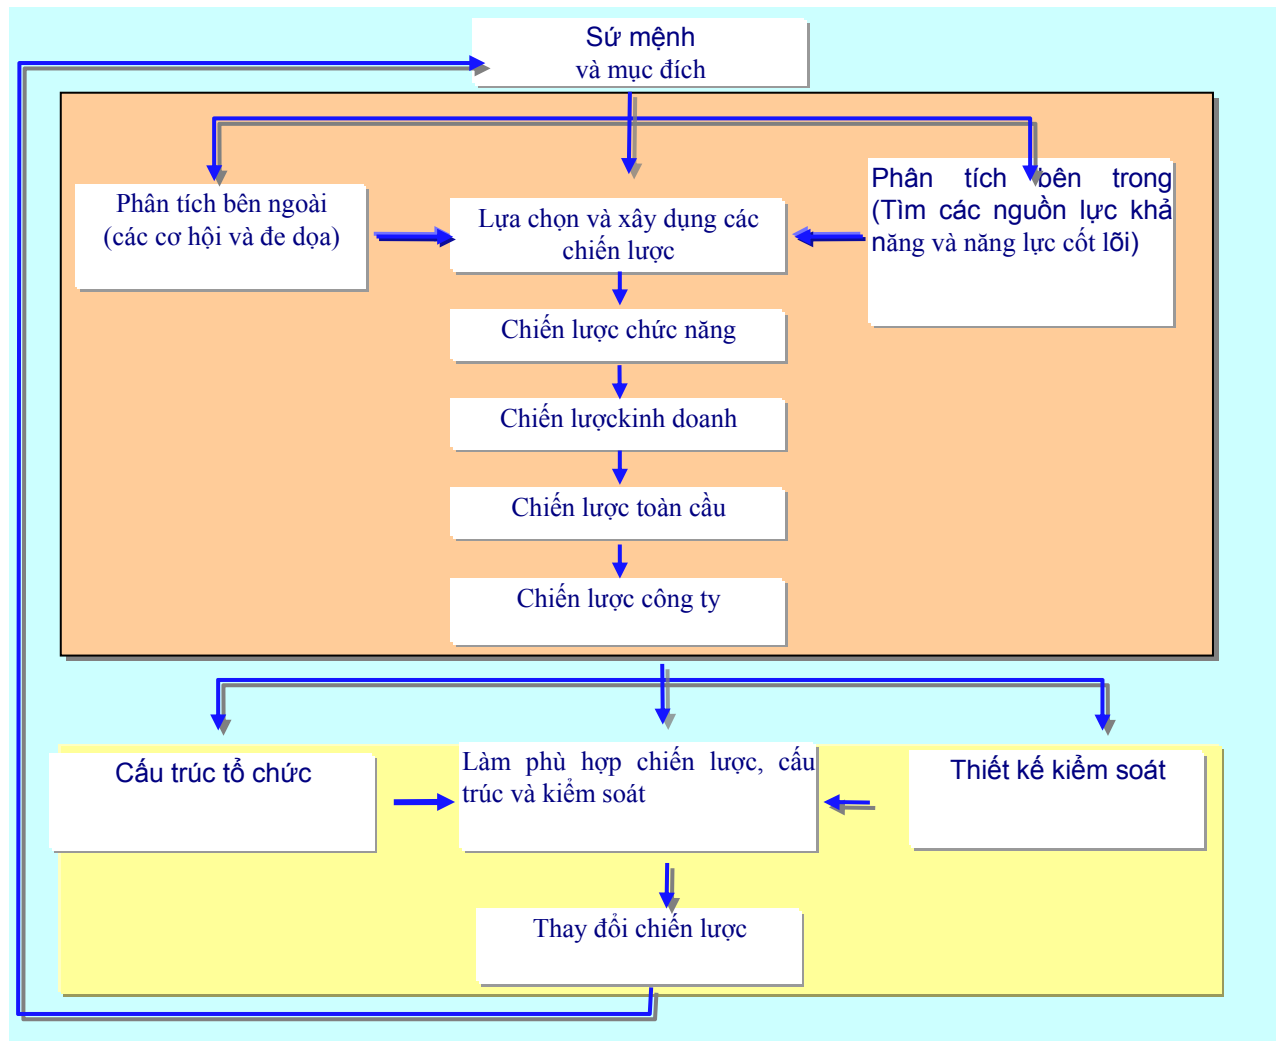 Sứ mệnh
và mục đích
Phân tích bên ngoài
(các cơ hội và đe dọa)
Lựa chọn và xây dụng các
chiến lược
Phân tích bên trong
(Tìm các nguồn lực khả
năng và năng lực cốt lõi)
Chiến lược chức năng
Chiến lượckinh doanh
Chiến lược toàn cầu
Chiến lược công ty
Cấu trúc tổ chức
Làm phù hợp chiến lược, cấu
trúc và kiểm soát
Thiết kế kiểm soát
Thay đổi chiến lược